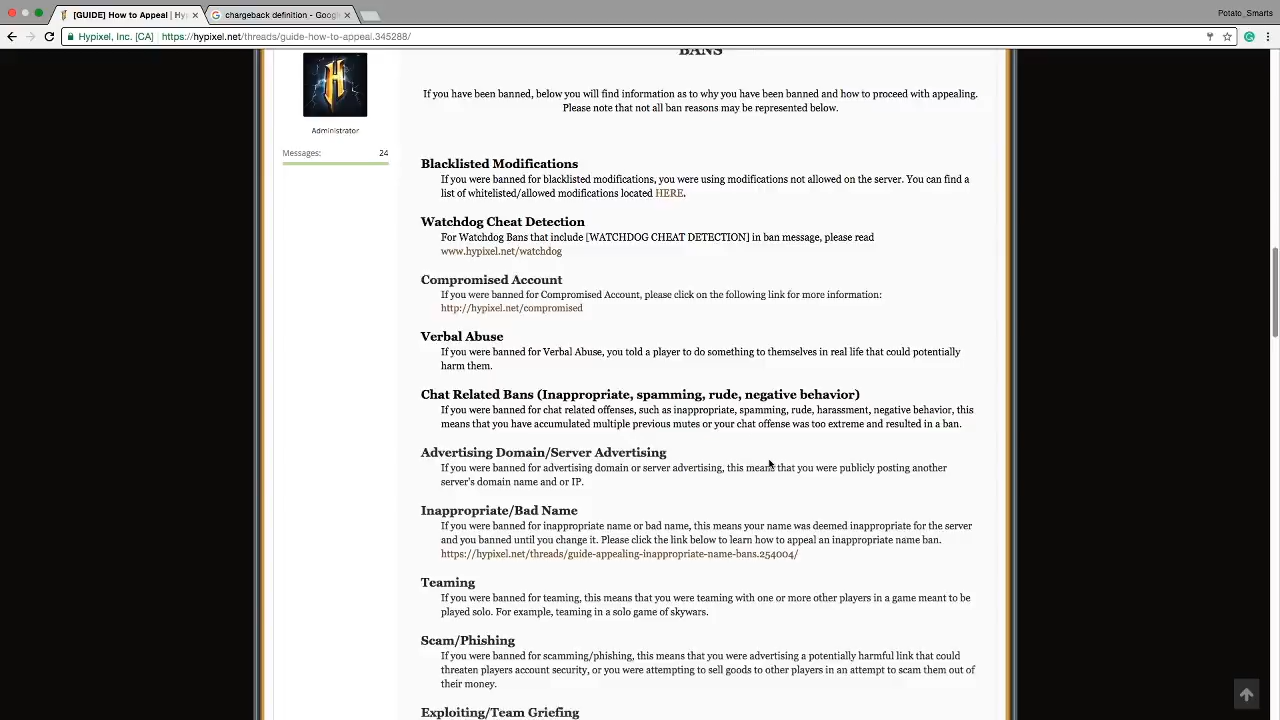 [GUIDE] How to Appeal | Hy
chargeback definition - Goog
Potato_Smarts
Hypixel, Inc. [CA]
https://hypixel.net/threads/guide-how-to-appeal.345288/
BANS
Administrator
Messages: 24
If you have been banned, below you will find information as to why you have been banned and how to proceed with appealing.
Please note that not all ban reasons may be represented below.
Blacklisted Modifications
If you were banned for blacklisted modifications, you were using modifications not allowed on the server. You can find a
list of whitelisted/allowed modifications located HERE.
Watchdog Cheat Detection
For Watchdog Bans that include [WATCHDOG CHEAT DETECTION] in ban message, please read
www.hypixel.net/watchdog
Compromised Account
If you were banned for Compromised Account, please click on the following link for more information:
http://hypixel.net/compromised
Verbal Abuse
If you were banned for Verbal Abuse, you told a player to do something to themselves in real life that could potentially
harm them.
Chat Related Bans (Inappropriate, spamming, rude, negative behavior)
If you were banned for chat related offenses, such as inappropriate, spamming, rude, harassment, negative behavior, this
means that you have accumulated multiple previous mutes or your chat offense was too extreme and resulted in a ban.
Advertising Domain/Server Advertising
If you were banned for advertising domain or server advertising, this means that you were publicly posting another
server's domain name and or IP.
Inappropriate/Bad Name
If you were banned for inappropriate name or bad name, this means your name was deemed inappropriate for the server
and you banned until you change it. Please click the link below to learn how to appeal an inappropriate name ban.
https://hypixel.net/threads/guide-appealing-inappropriate-name-bans.254004/
Teaming
If you were banned for teaming, this means that you were teaming with one or more other players in a game meant to be
played solo. For example, teaming in a solo game of skywars.
Scam/Phishing
If you were banned for scamming/phishing, this means that you were advertising a potentially harmful link that could
threaten players account security, or you were attempting to sell goods to other players in an attempt to scam them out of
their money.
Exploiting/Team Griefing